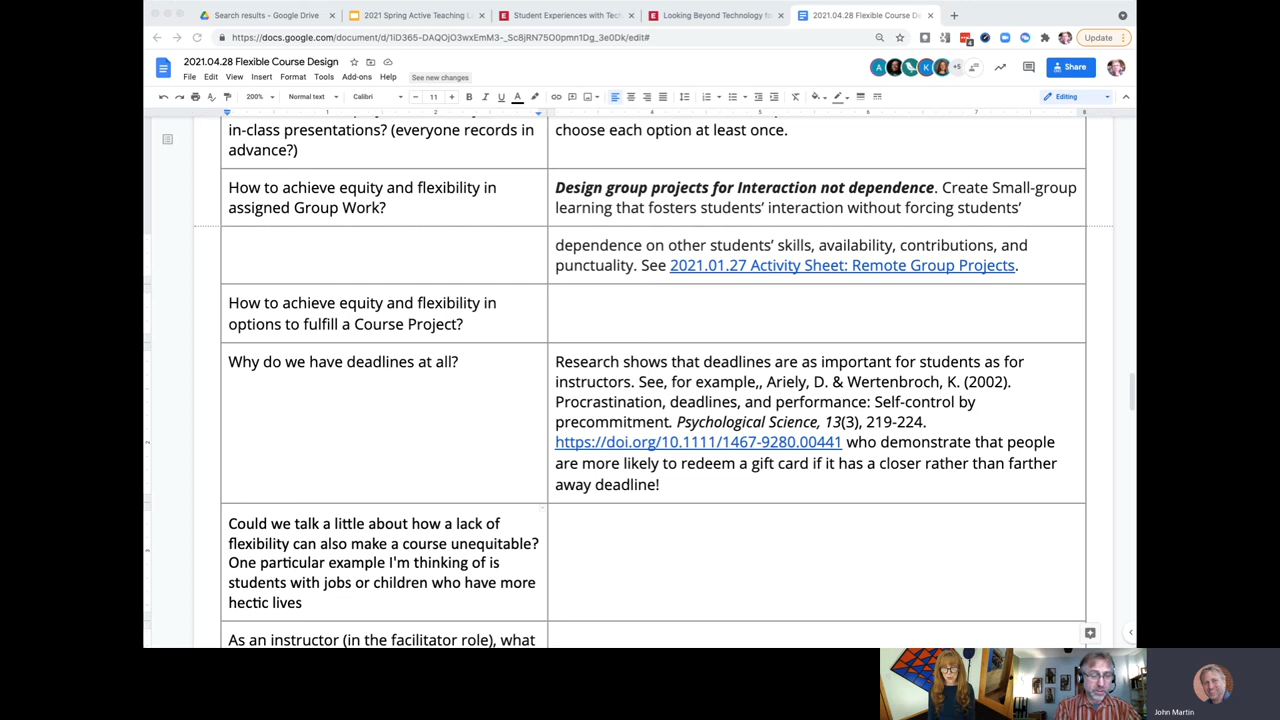 Search results - Google Drive
2021 Spring Active Teaching L
Student Experiences with Tec
Looking Beyond Technology fo
2021.04.28 Flexible Course De
https://docs.google.com/document/d/1iD365-DAQOjO3wxEmM3-_Sc8jRN75O0pmn1Dg_3e0Dk/edit#
Update
2021.04.28 Flexible Course Design
File Edit View Insert Format Tools Add-ons Help See new changes
A K +5 Share
200% Normal text Calibri 11 B I U A Editing
in-class presentations? (everyone records in
advance?)
choose each option at least once.
How to achieve equity and flexibility in
assigned Group Work?
Design group projects for Interaction not dependence. Create Small-group
learning that fosters students’ interaction without forcing students’
dependence on other students’ skills, availability, contributions, and
punctuality. See 2021.01.27 Activity Sheet: Remote Group Projects.
How to achieve equity and flexibility in
options to fulfill a Course Project?
Why do we have deadlines at all?
Research shows that deadlines are as important for students as for
instructors. See, for example,, Ariely, D. & Wertenbroch, K. (2002).
Procrastination, deadlines, and performance: Self-control by
precommitment. Psychological Science, 13(3), 219-224.
https://doi.org/10.1111/1467-9280.00441 who demonstrate that people
are more likely to redeem a gift card if it has a closer rather than farther
away deadline!
Could we talk a little about how a lack of
flexibility can also make a course unequitable?
One particular example I'm thinking of is
students with jobs or children who have more
hectic lives
As an instructor (in the facilitator role), what
John Martin